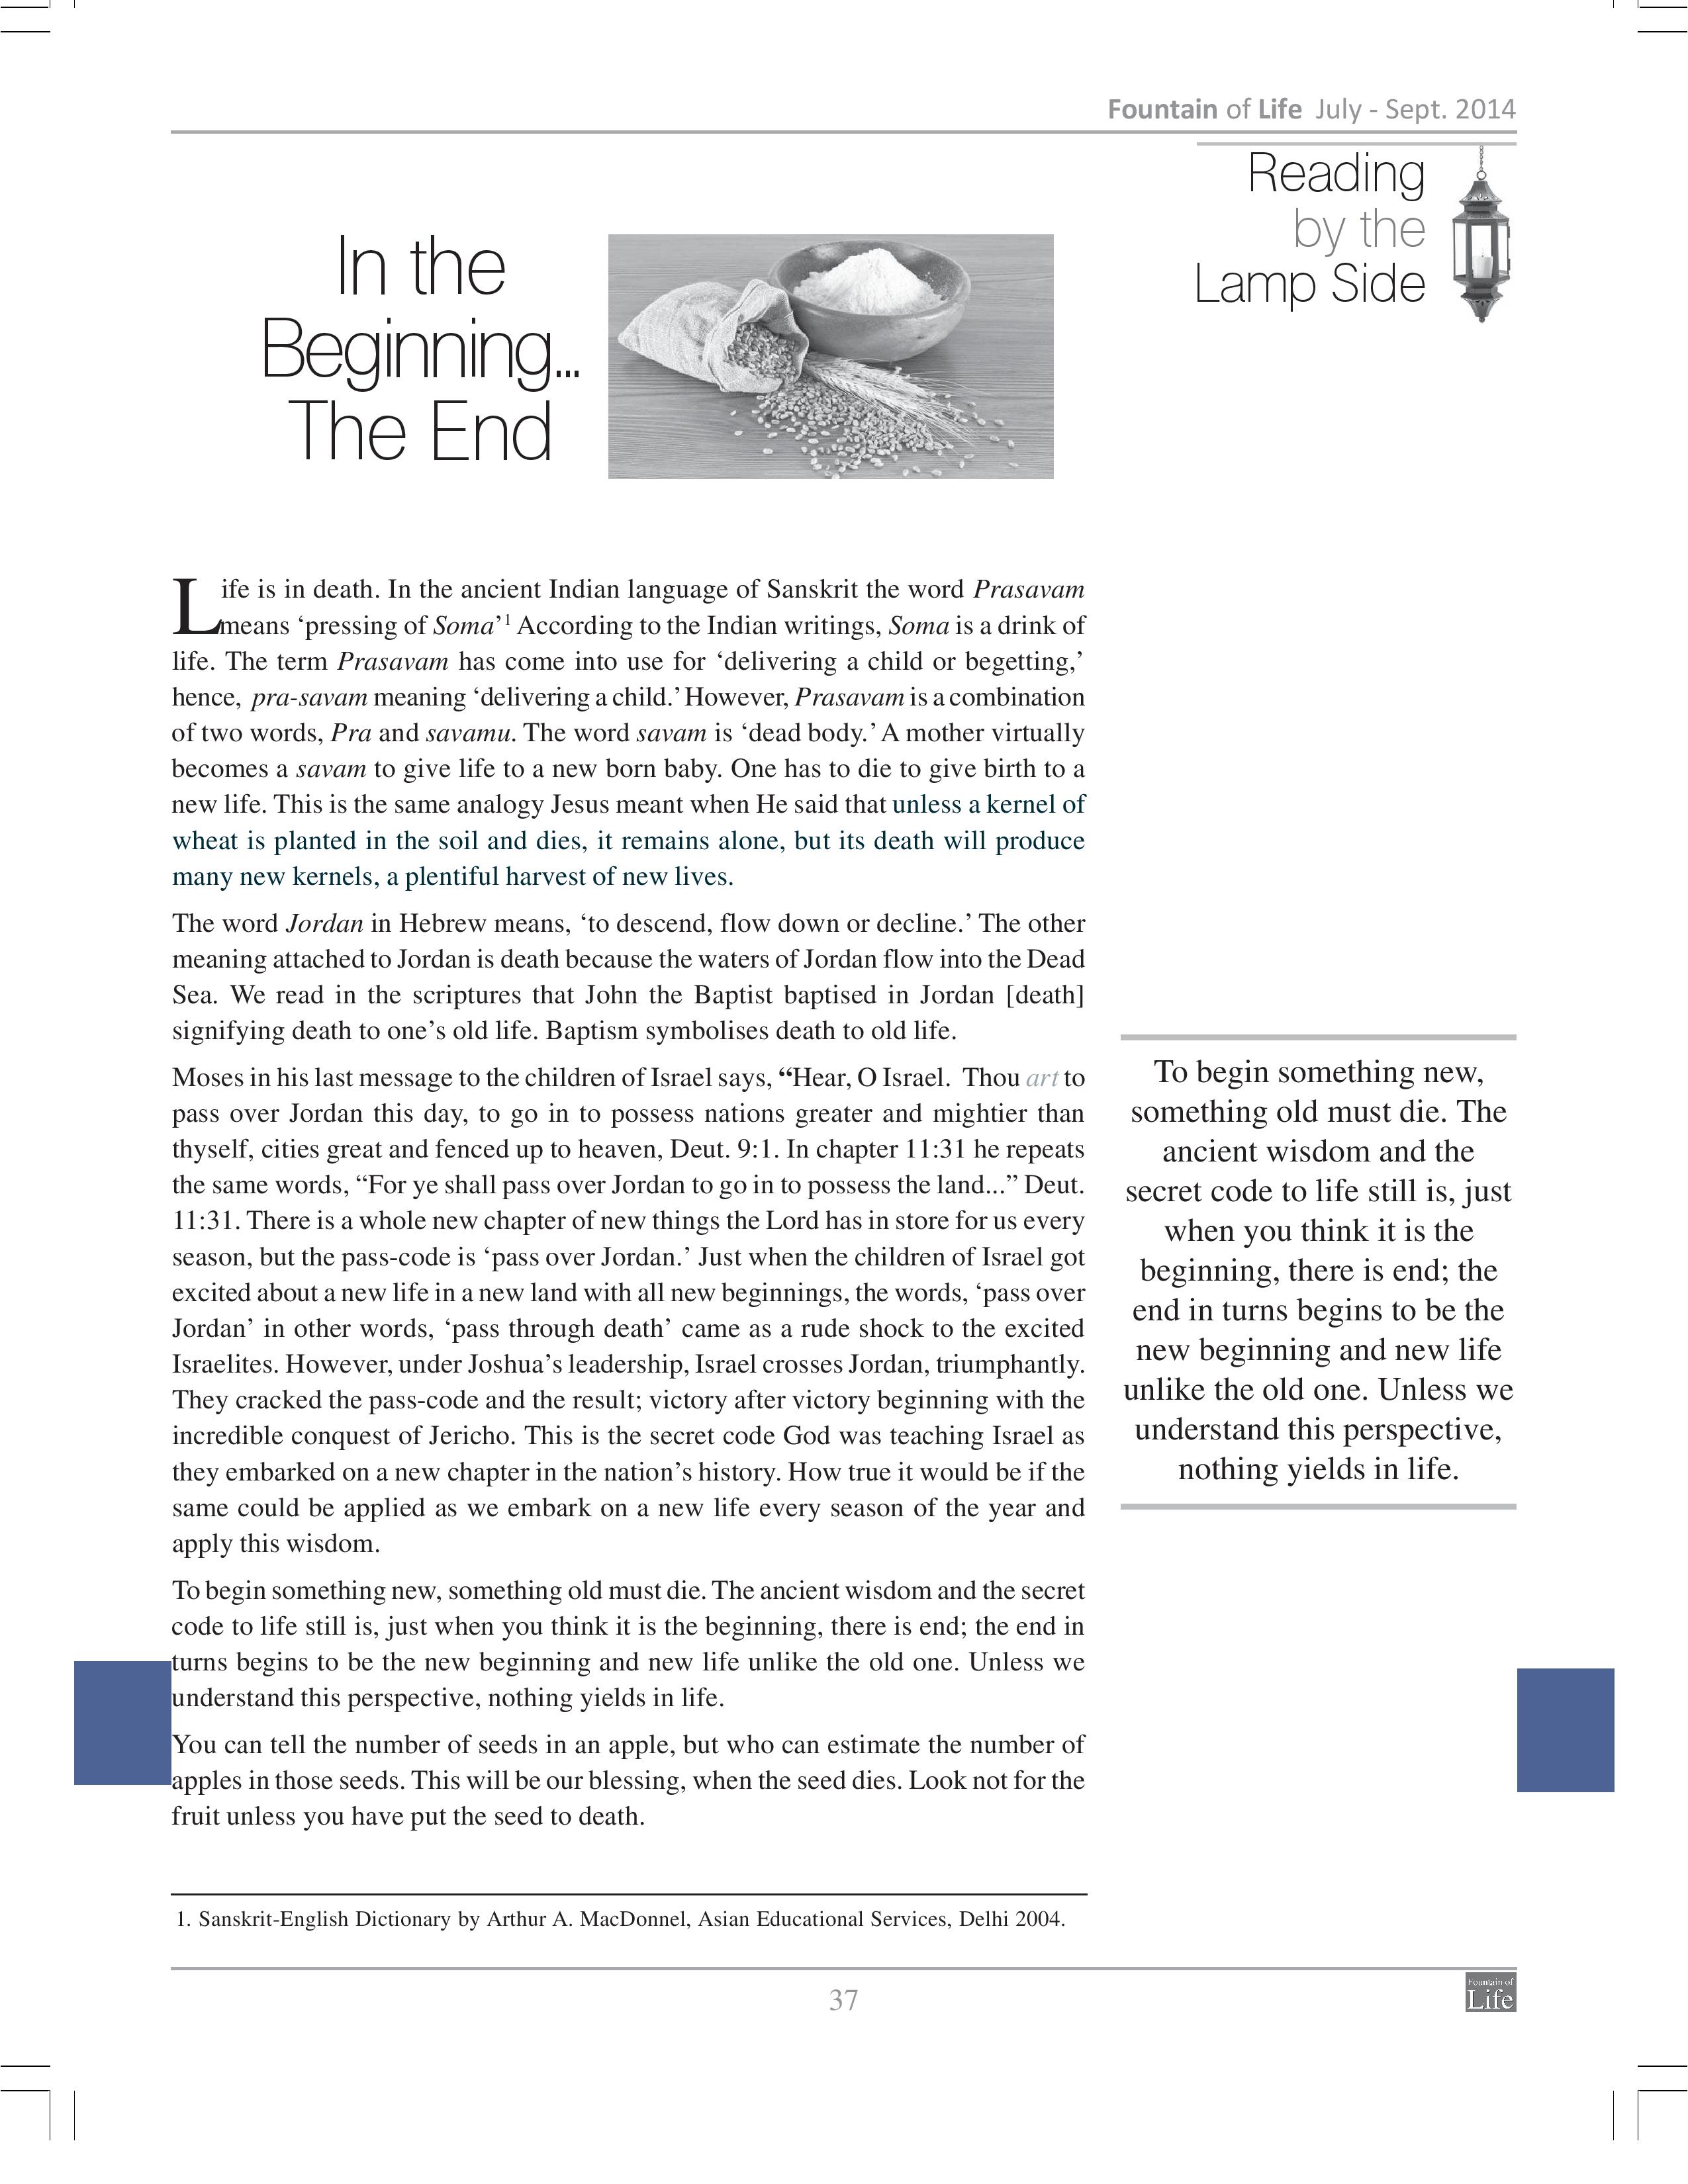 Fountain of Life July - Sept. 2014
Reading
by the
Lamp Side
In the
Beginning...
The End
Life is in death. In the ancient Indian language of Sanskrit the word Prasavam
means ‘pressing of Soma’1 According to the Indian writings, Soma is a drink of
life. The term Prasavam has come into use for ‘delivering a child or begetting,’
hence, pra-savam meaning ‘delivering a child.’ However, Prasavam is a combination
of two words, Pra and savamu. The word savam is ‘dead body.’ A mother virtually
becomes a savam to give life to a new born baby. One has to die to give birth to a
new life. This is the same analogy Jesus meant when He said that unless a kernel of
wheat is planted in the soil and dies, it remains alone, but its death will produce
many new kernels, a plentiful harvest of new lives.
The word Jordan in Hebrew means, ‘to descend, flow down or decline.’ The other
meaning attached to Jordan is death because the waters of Jordan flow into the Dead
Sea. We read in the scriptures that John the Baptist baptised in Jordan [death]
signifying death to one’s old life. Baptism symbolises death to old life.
Moses in his last message to the children of Israel says, “Hear, O Israel. Thou art to
pass over Jordan this day, to go in to possess nations greater and mightier than
thyself, cities great and fenced up to heaven, Deut. 9:1. In chapter 11:31 he repeats
the same words, “For ye shall pass over Jordan to go in to possess the land...” Deut.
11:31. There is a whole new chapter of new things the Lord has in store for us every
season, but the pass-code is ‘pass over Jordan.’ Just when the children of Israel got
excited about a new life in a new land with all new beginnings, the words, ‘pass over
Jordan’ in other words, ‘pass through death’ came as a rude shock to the excited
Israelites. However, under Joshua’s leadership, Israel crosses Jordan, triumphantly.
They cracked the pass-code and the result; victory after victory beginning with the
incredible conquest of Jericho. This is the secret code God was teaching Israel as
they embarked on a new chapter in the nation’s history. How true it would be if the
same could be applied as we embark on a new life every season of the year and
apply this wisdom.
To begin something new, something old must die. The ancient wisdom and the secret
code to life still is, just when you think it is the beginning, there is end; the end in
turns begins to be the new beginning and new life unlike the old one. Unless we
understand this perspective, nothing yields in life.
You can tell the number of seeds in an apple, but who can estimate the number of
apples in those seeds. This will be our blessing, when the seed dies. Look not for the
fruit unless you have put the seed to death.
To begin something new,
something old must die. The
ancient wisdom and the
secret code to life still is, just
when you think it is the
beginning, there is end; the
end in turns begins to be the
new beginning and new life
unlike the old one. Unless we
understand this perspective,
nothing yields in life.
1. Sanskrit-English Dictionary by Arthur A. MacDonnel, Asian Educational Services, Delhi 2004.
37
Fountain of
Life